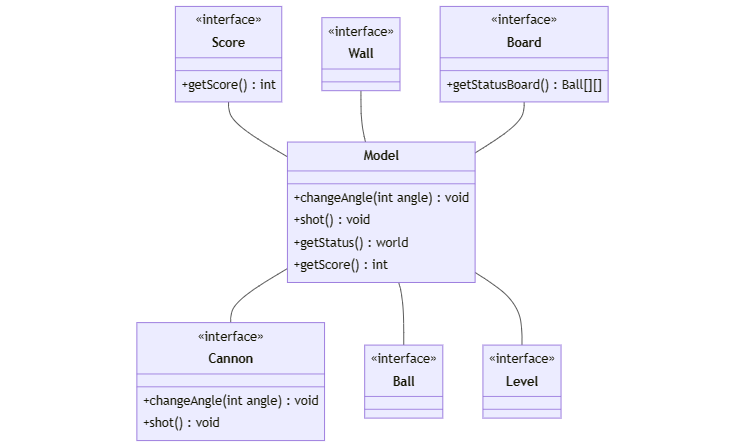 «interface»
Score
+getScore() : int
«interface»
Wall
«interface»
Board
+getStatusBoard() : Ball[][]
Model
+changeAngle(int angle) : void
+shot() : void
+getStatus() : world
+getScore() : int
«interface»
Cannon
+changeAngle(int angle) : void
+shot() : void
«interface»
Ball
«interface»
Level